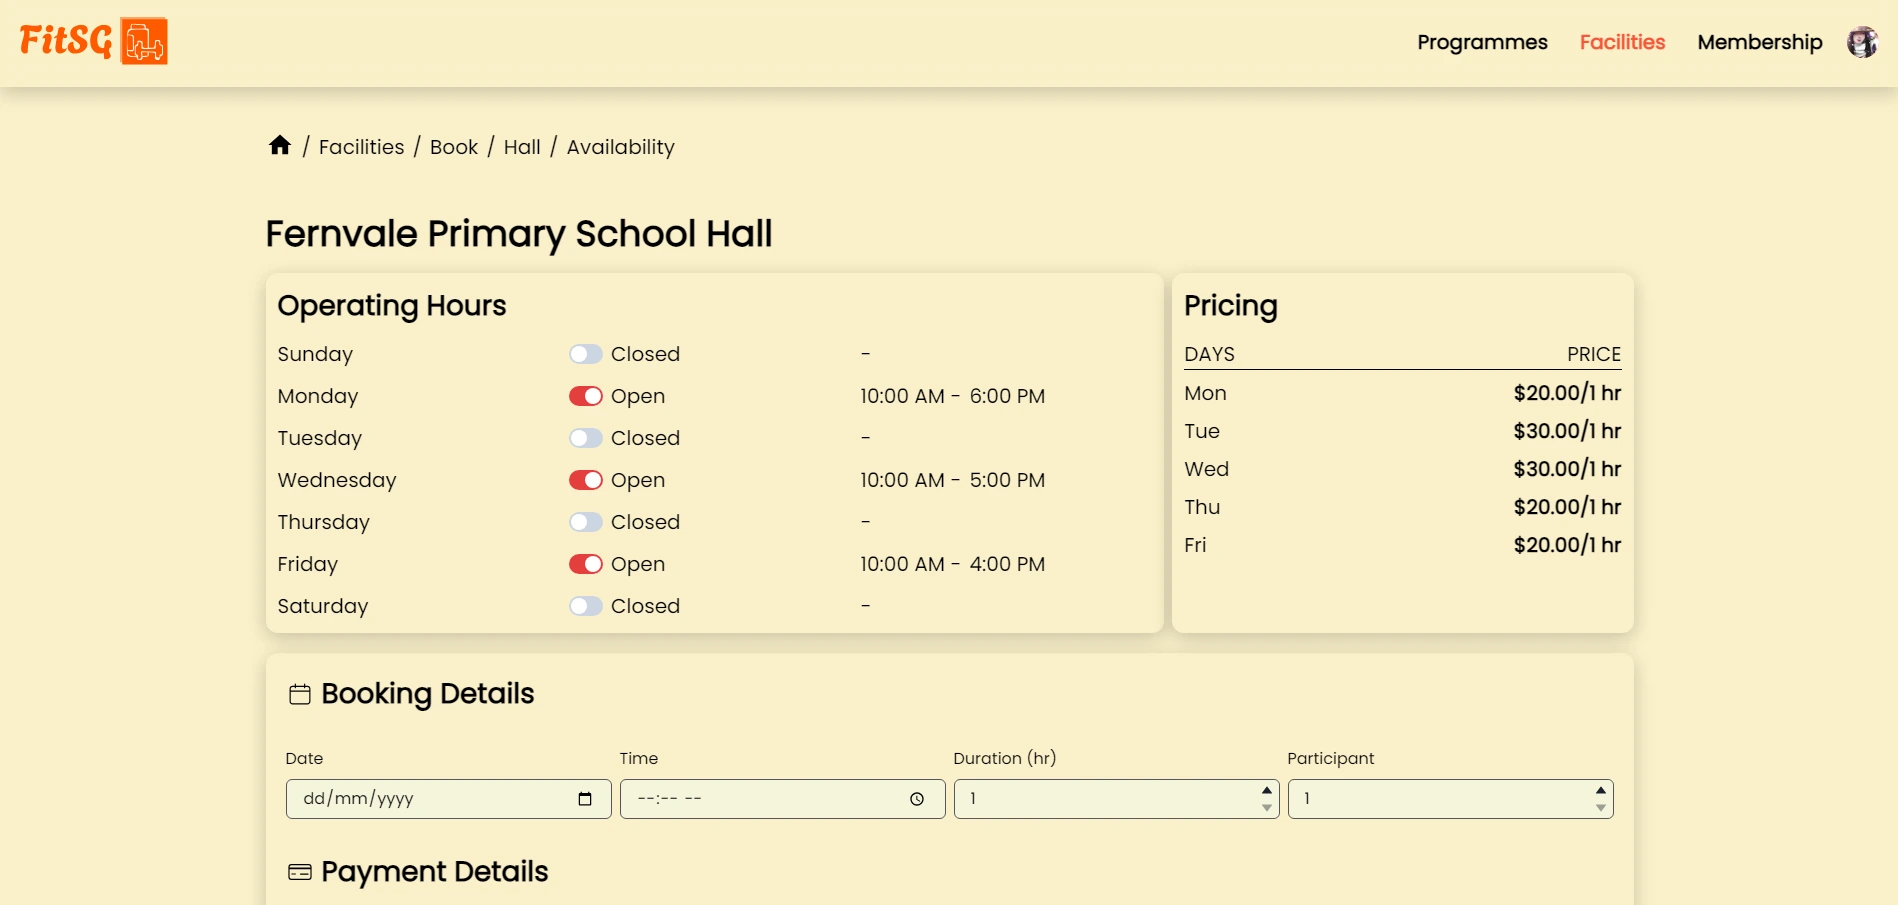 FitSG
Programmes Facilities Membership
/ Facilities / Book / Hall / Availability
Fernvale Primary School Hall
Operating Hours
Sunday Closed -
Monday Open 10:00 AM - 6:00 PM
Tuesday Closed -
Wednesday Open 10:00 AM - 5:00 PM
Thursday Closed -
Friday Open 10:00 AM - 4:00 PM
Saturday Closed -
Pricing
DAYS PRICE
Mon $20.00/1 hr
Tue $30.00/1 hr
Wed $30.00/1 hr
Thu $20.00/1 hr
Fri $20.00/1 hr
Booking Details
Date Time Duration (hr) Participant
dd/mm/yyyy --:-- -- 1 1
Payment Details